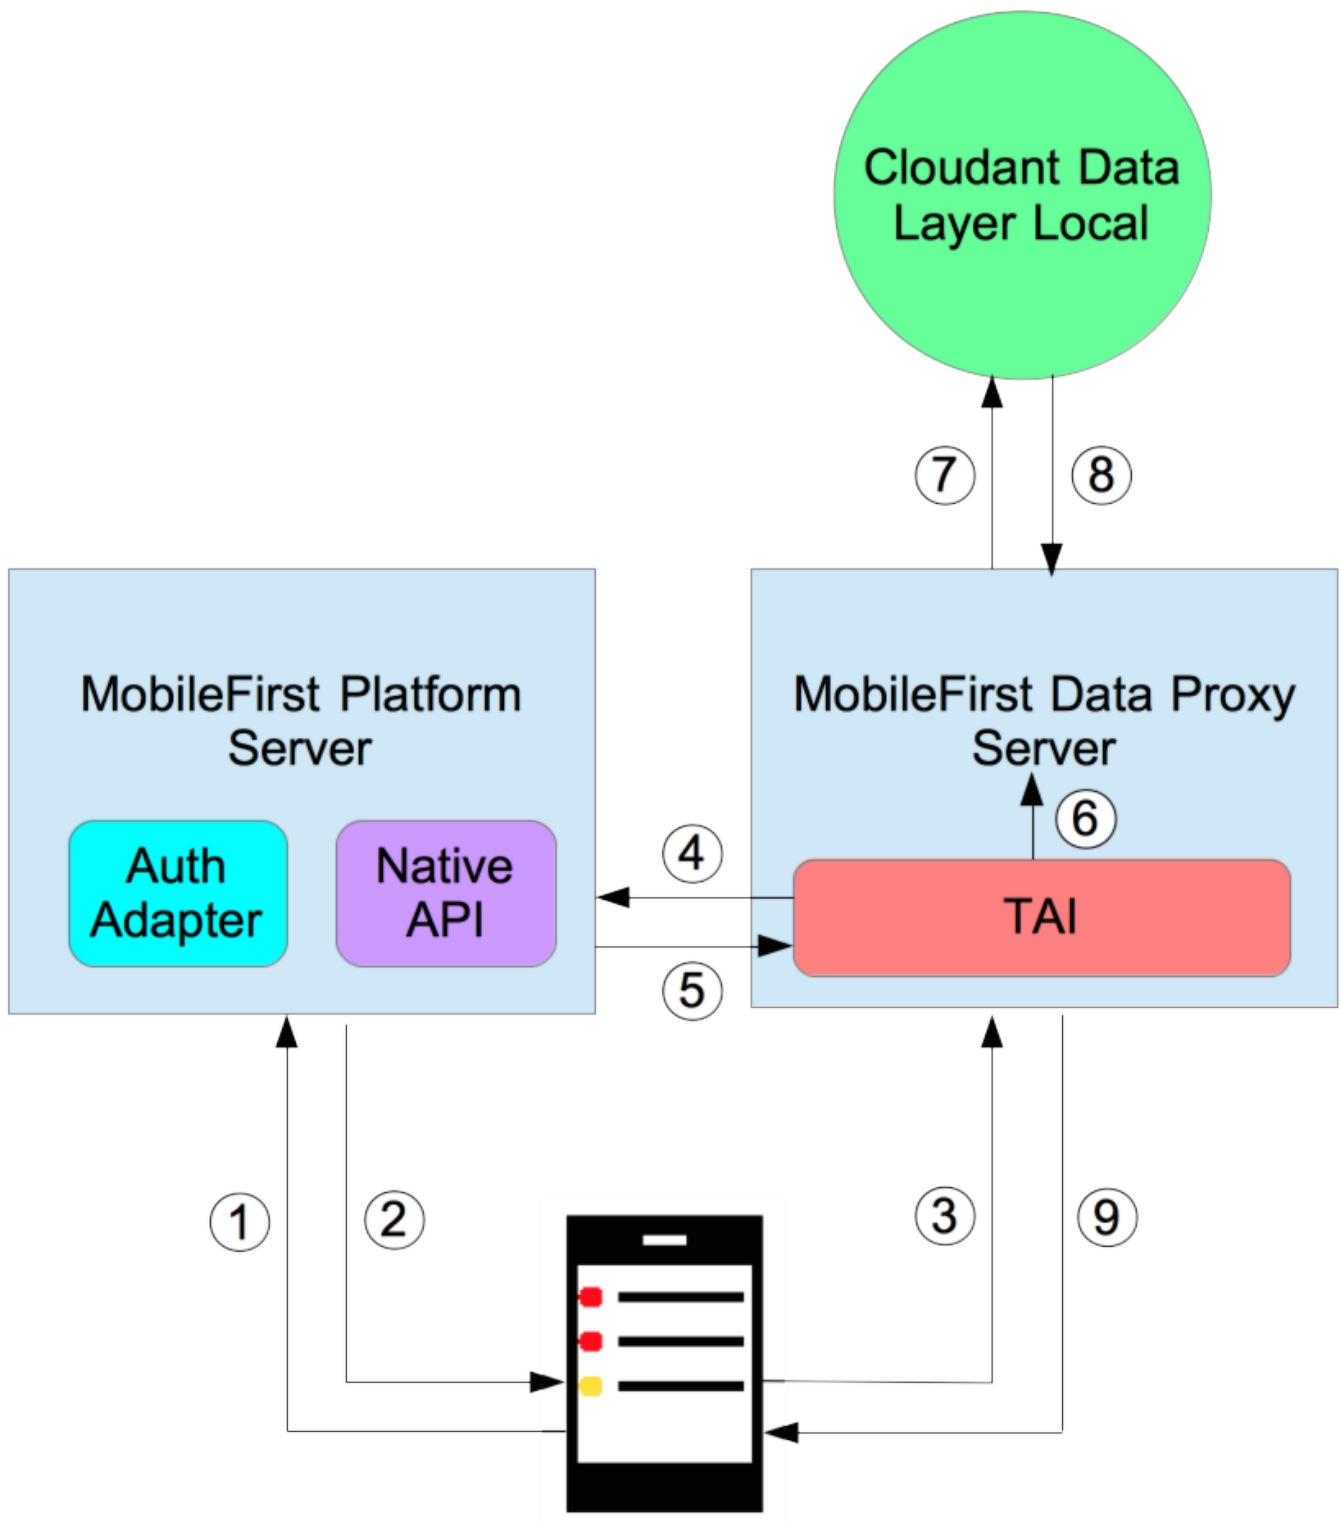 Cloudant Data
Layer Local
7
8
MobileFirst Platform
Server
MobileFirst Data Proxy
Server
6
Auth
Adapter
Native
API
4
TAI
5
1
2
3
9